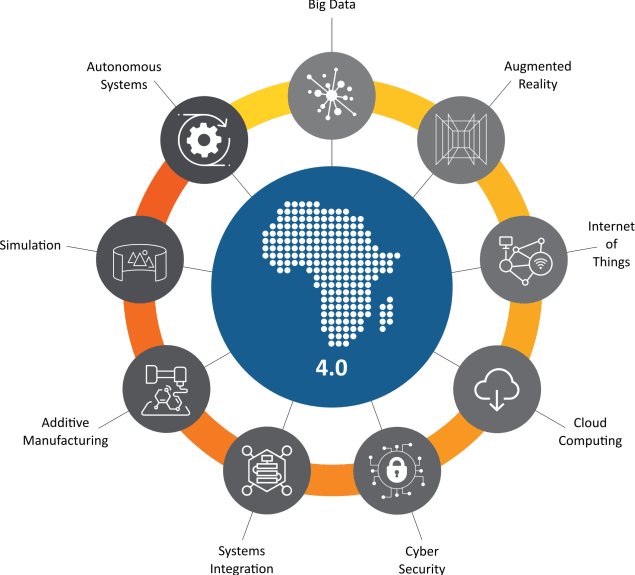 Big Data
Autonomous
Systems
Augmented
Reality
Simulation
Internet
of
Things
4.0
Additive
Manufacturing
Cloud
Computing
Systems
Integration
Cyber
Security